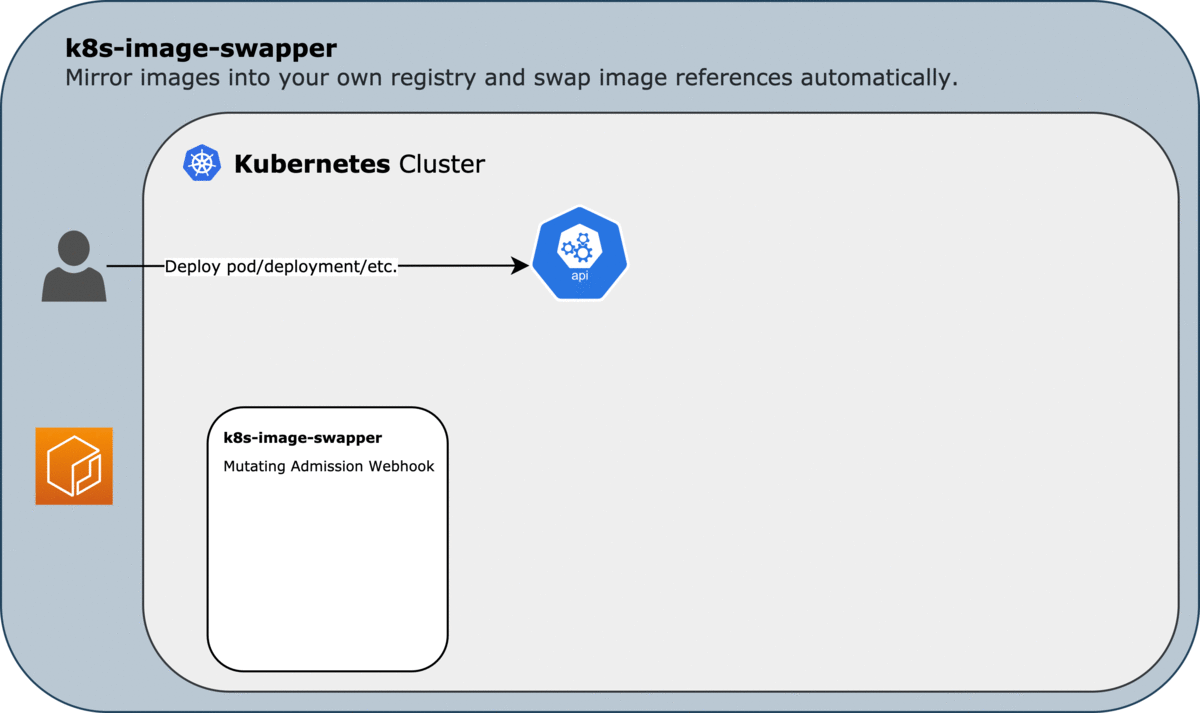 k8s-image-swapper
Mirror images into your own registry and swap image references automatically.
Kubernetes Cluster
Deploy pod/deployment/etc.
api
k8s-image-swapper
Mutating Admission Webhook